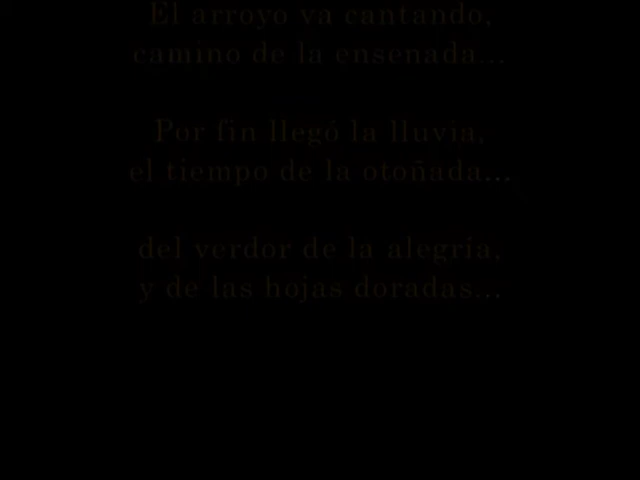 El arroyo va cantando,
camino de la ensenada...
Por fin llegó la lluvia,
el tiempo de la otoñada...
del verdor de la alegría,
y de las hojas doradas...